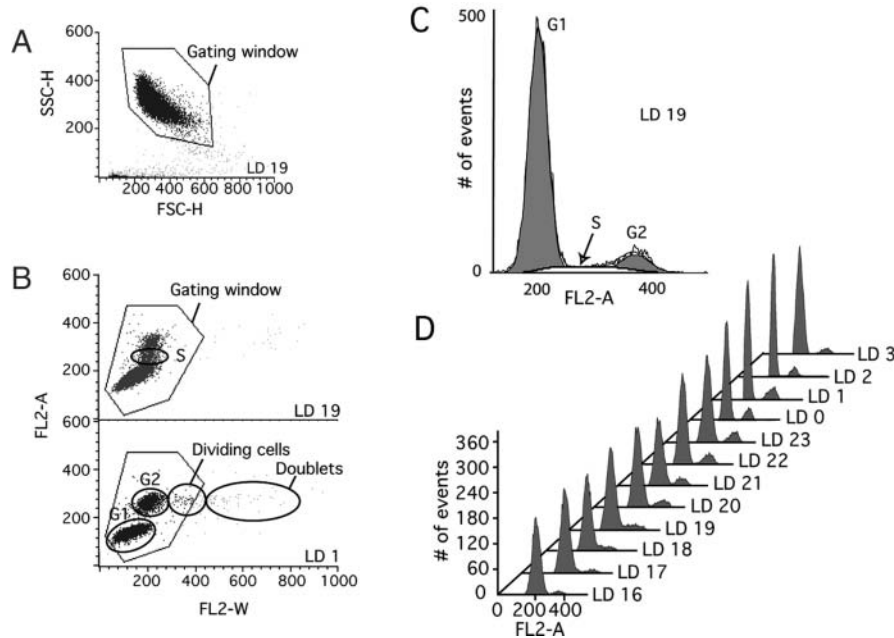 A
SSC-H
600
400
200
Gating window
LD 19
200 400 600 800 1000
FSC-H
B
FL2-A
600
400
200
0
Gating window
S
LD 19
600
400
200
Dividing cells
Doublets
G2
G1
LD 1
200 400 600 800 1000
FL2-W
C
# of events
500
0
G1
LD 19
S
G2
200 400
FL2-A
D
# of events
360
300
240
180
120
60
0
LD 3
LD 2
LD 1
LD 0
LD 23
LD 22
LD 21
LD 20
LD 19
LD 18
LD 17
LD 16
0 200 400
FL2-A